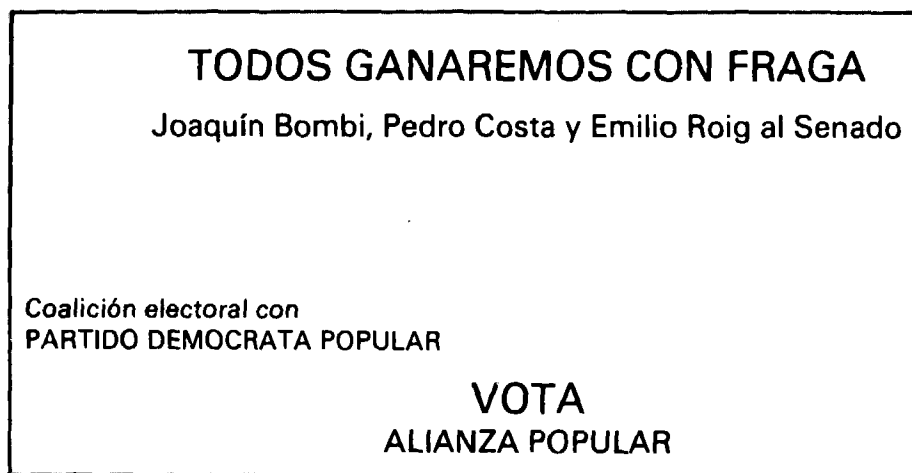 TODOS GANAREMOS CON FRAGA
Joaquín Bombi, Pedro Costa y Emilio Roig al Senado
Coalición electoral con
PARTIDO DEMOCRATA POPULAR
VOTA
ALIANZA POPULAR